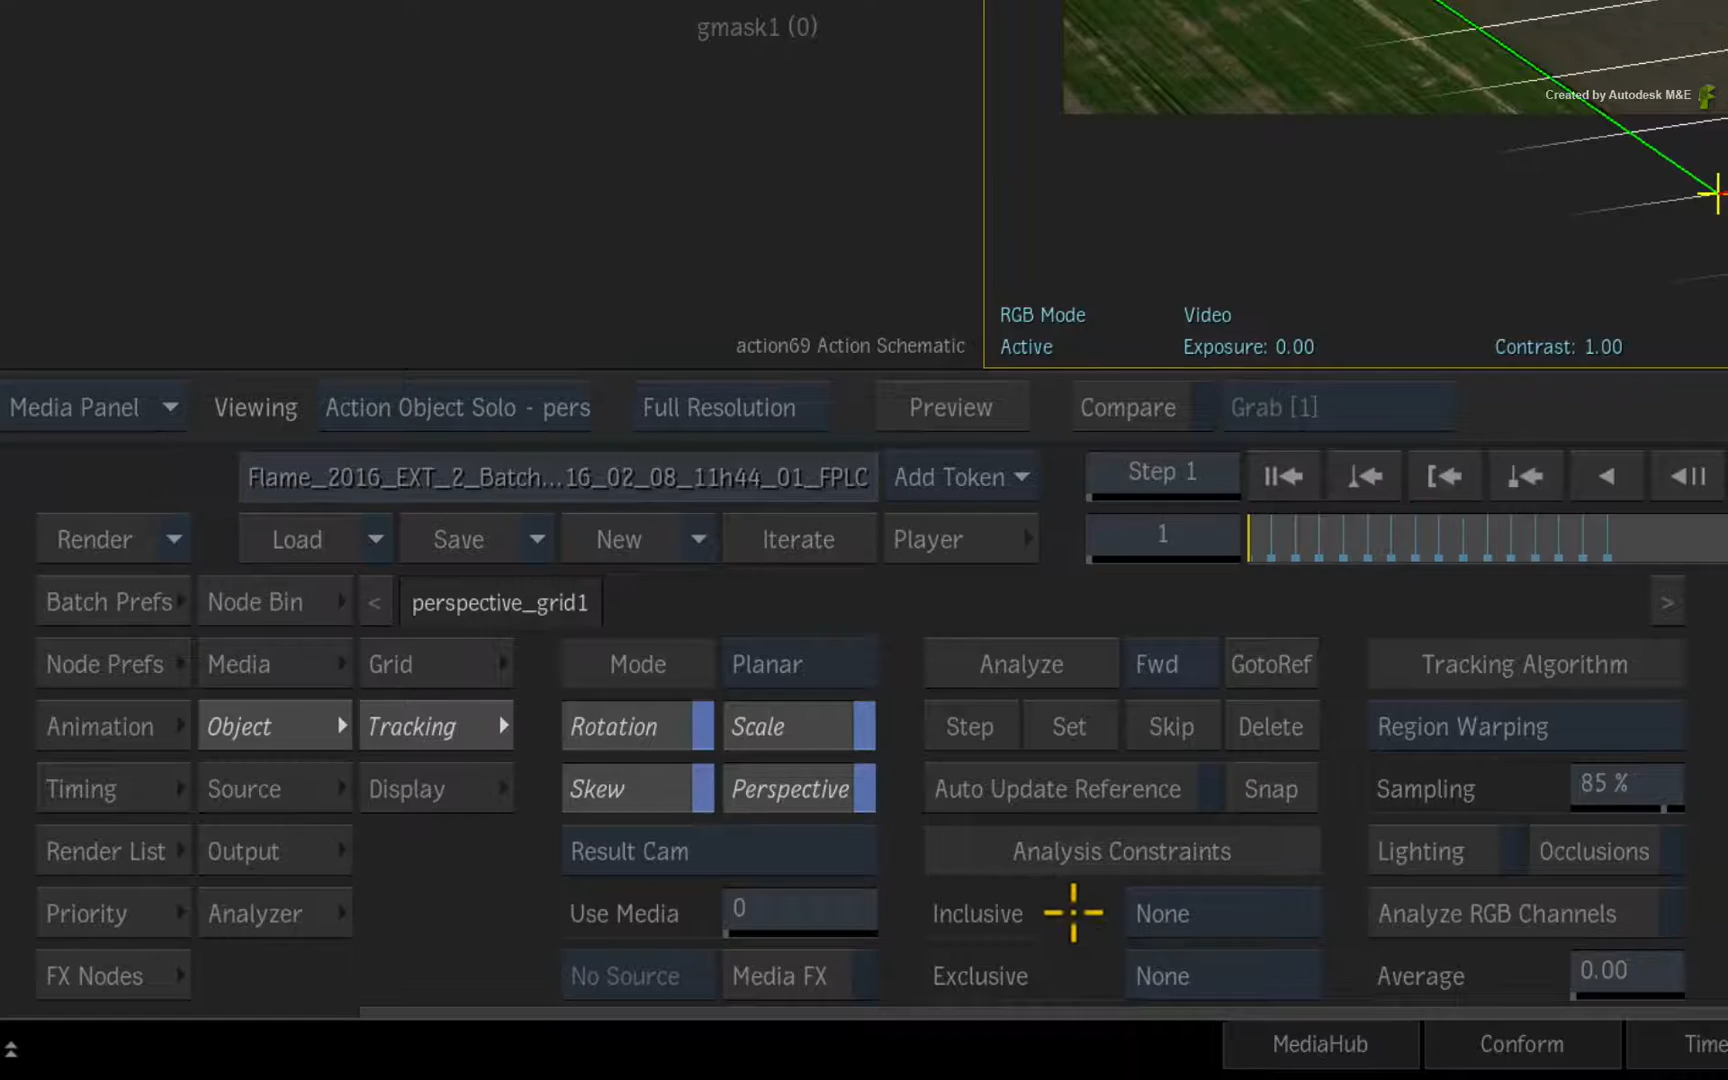 gmask1 (0)
Created by Autodesk M&E
RGB Mode Video
action69 Action Schematic Active Exposure: 0.00 Contrast: 1.00
Media Panel Viewing Action Object Solo - pers Full Resolution Preview Compare Grab [1]
Flame_2016_EXT_2_Batch...16_02_08_11h44_01_FPLC Add Token Step 1
Render Load Save New Iterate Player 1
Batch Prefs Node Bin < perspective_grid1 >
Node Prefs Media Grid Mode Planar Analyze Fwd GotoRef Tracking Algorithm
Animation Object Tracking Rotation Scale Step Set Skip Delete Region Warping
Timing Source Display Skew Perspective Auto Update Reference Snap Sampling 85 %
Render List Output Result Cam Analysis Constraints Lighting Occlusions
Priority Analyzer Use Media 0 Inclusive None Analyze RGB Channels
FX Nodes No Source Media FX Exclusive None Average 0.00
MediaHub Conform Time